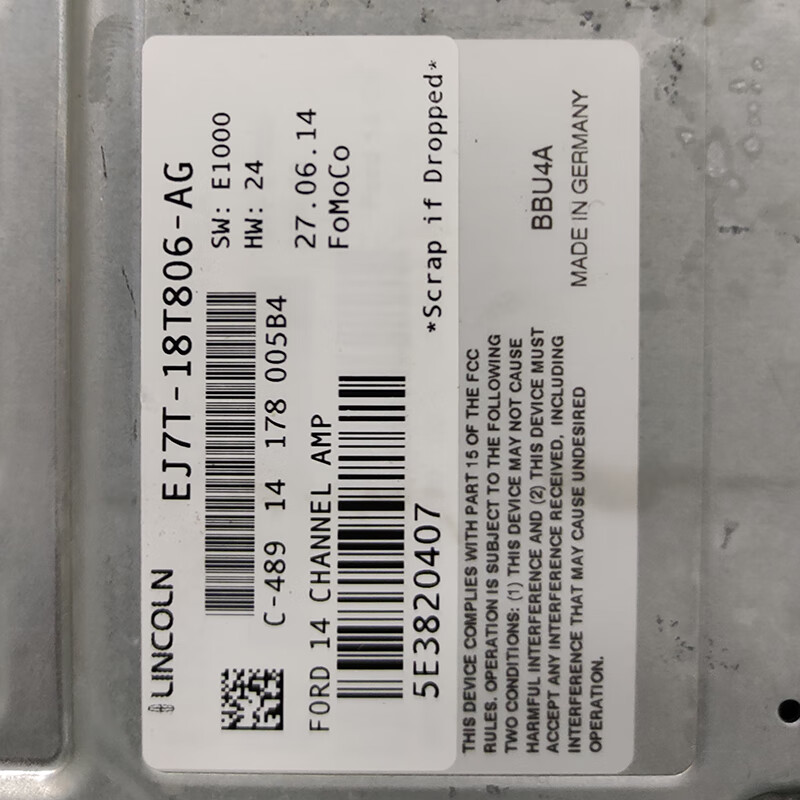 LINCOLN
EJ7T-18T806-AG
SW: E1000
HW: 24
C-489 14 178 005B4
27.06.14
FoMoCo
FORD 14 CHANNEL AMP
5E3820407
*Scrap if Dropped*
THIS DEVICE COMPLIES WITH PART 15 OF THE FCC
RULES. OPERATION IS SUBJECT TO THE FOLLOWING
TWO CONDITIONS: (1) THIS DEVICE MAY NOT CAUSE
HARMFUL INTERFERENCE AND (2) THIS DEVICE MUST
ACCEPT ANY INTERFERENCE RECEIVED, INCLUDING
INTERFERENCE THAT MAY CAUSE UNDESIRED
OPERATION.
BBU4A
MADE IN GERMANY